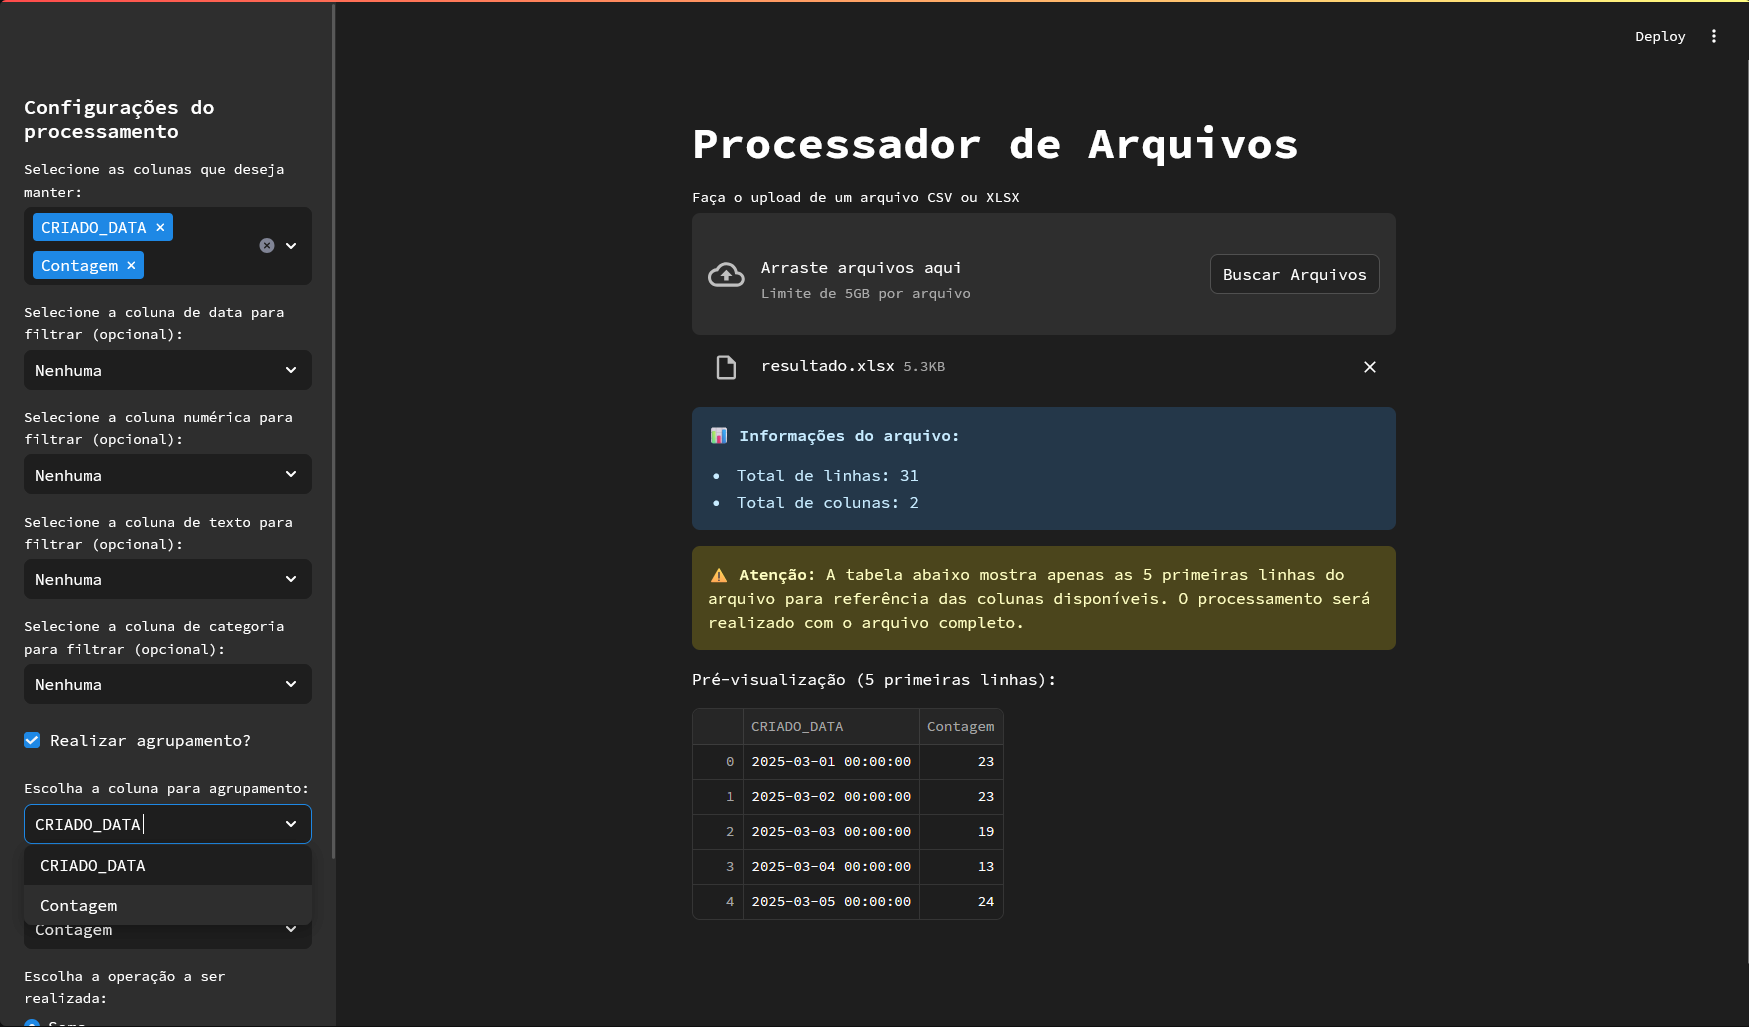 Deploy
Configurações do
processamento
Selecione as colunas que deseja
manter:
CRIADO_DATA
Contagem
Selecione a coluna de data para
filtrar (opcional):
Nenhuma
Selecione a coluna numérica para
filtrar (opcional):
Nenhuma
Selecione a coluna de texto para
filtrar (opcional):
Nenhuma
Selecione a coluna de categoria
para filtrar (opcional):
Nenhuma
Realizar agrupamento?
Escolha a coluna para agrupamento:
CRIADO_DATA
CRIADO_DATA
Contagem
Contagem
Escolha a operação a ser
realizada:
Soma
Processador de Arquivos
Faça o upload de um arquivo CSV ou XLSX
Arraste arquivos aqui
Limite de 5GB por arquivo
Buscar Arquivos
resultado.xlsx 5.3KB
Informações do arquivo:
• Total de linhas: 31
• Total de colunas: 2
Atenção: A tabela abaixo mostra apenas as 5 primeiras linhas do
arquivo para referência das colunas disponíveis. O processamento será
realizado com o arquivo completo.
Pré-visualização (5 primeiras linhas):
CRIADO_DATA Contagem
0 2025-03-01 00:00:00 23
1 2025-03-02 00:00:00 23
2 2025-03-03 00:00:00 19
3 2025-03-04 00:00:00 13
4 2025-03-05 00:00:00 24